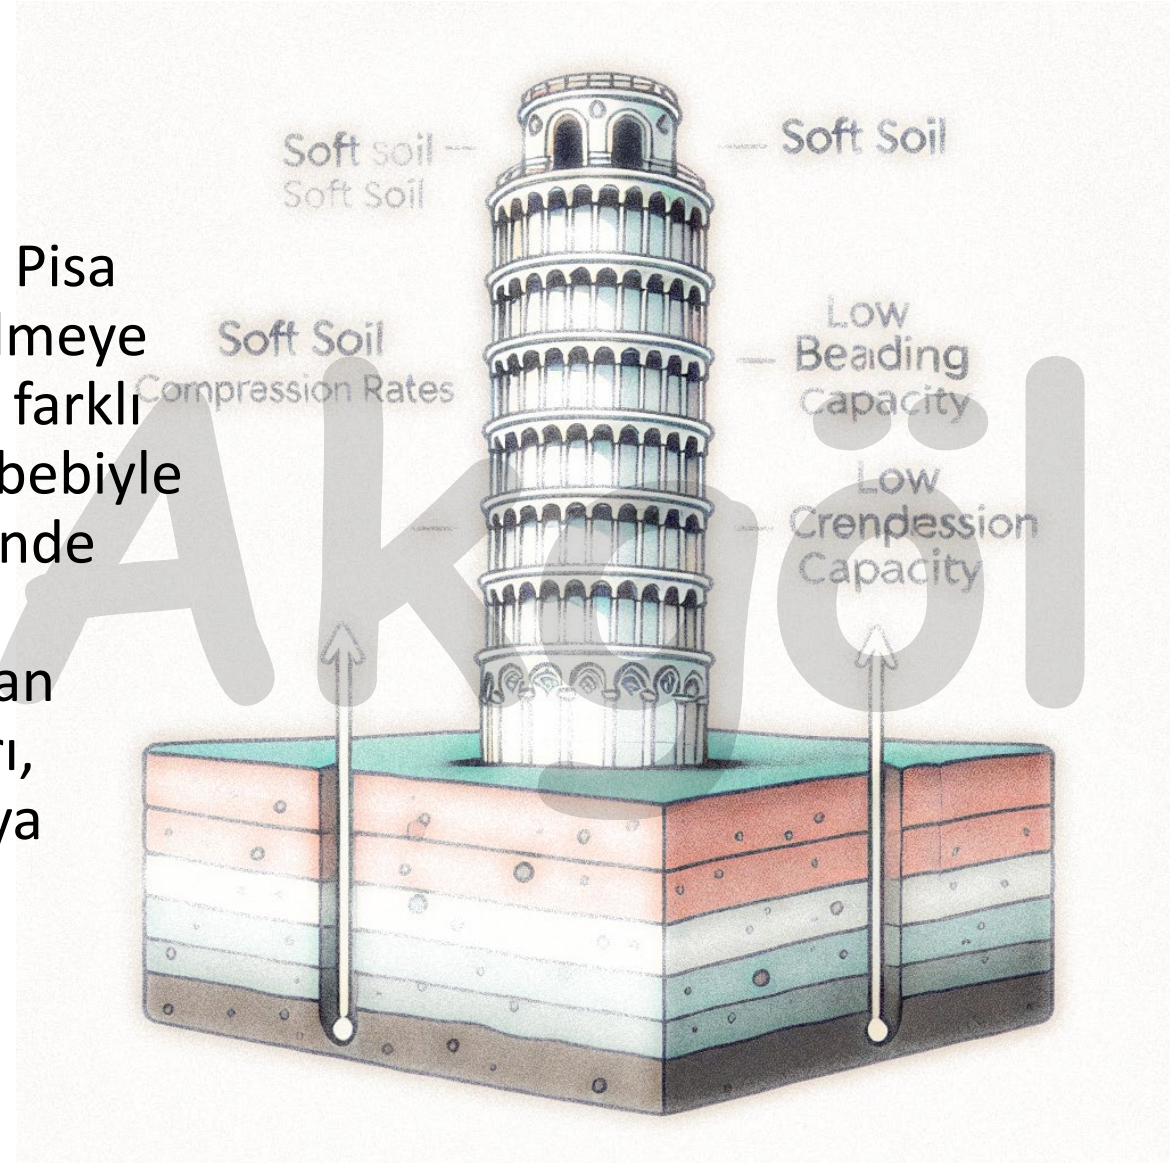 Soft soil
Soft Soil
Soft Soil
Pisa
lmeye
farklı
bebiyle
nde
an
ı,
ya
Soft Soil
Compression Rates
Low
Beading
Capacity
Low
Crendession
Capacity
Akgöl